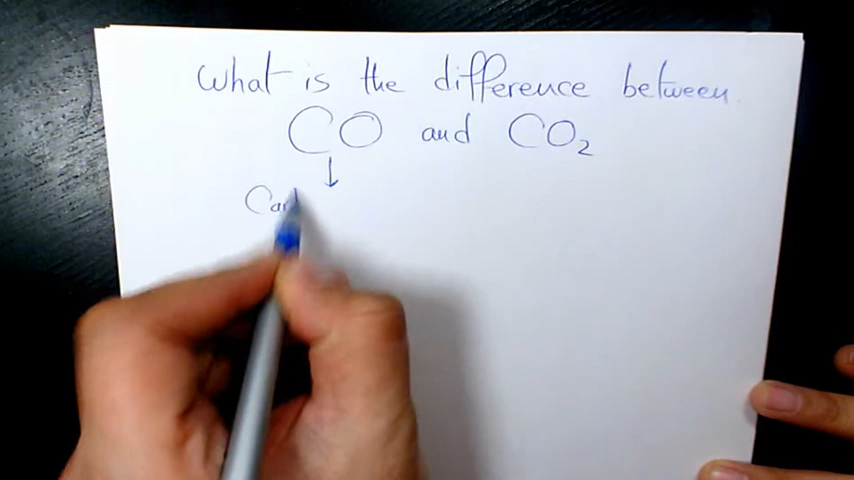 What is the difference between
CO and CO₂
↓
Car